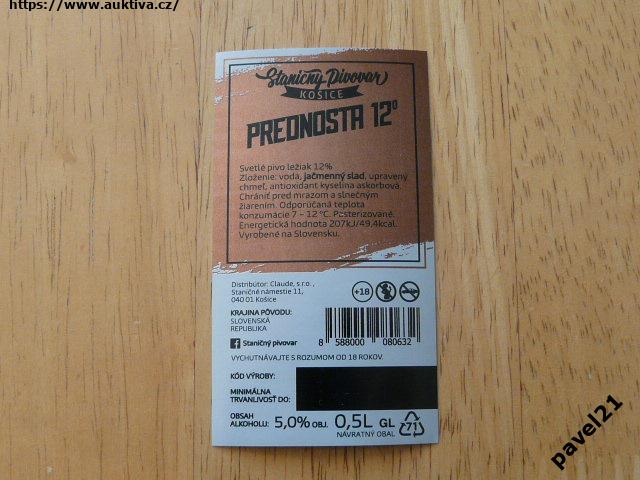 https://www.auktiva.cz/
Staničný Pivovar
KOŠICE
PREDNOSTA 12°
Svetlé pivo ležiak 12%
Zloženie: voda, jačmenný slad, upravený
chmeľ, antioxidant kyselina askorbová.
Chrániť pred mrazom a slnečným
žiarením. Odporúčaná teplota
konzumácie 7 – 12 °C. Pasterizované.
Energetická hodnota 207kJ/49,4kcal.
Vyrobené na Slovensku.
Distribútor: Claude, s.r.o.,
Staničné námestie 11,
040 01 Košice
+18
KRAJINA PÔVODU:
SLOVENSKÁ
REPUBLIKA
Staničný pivovar
8 588000 080632
VYCHUTNÁVAJTE S ROZUMOM OD 18 ROKOV.
KÓD VÝROBY:
MINIMÁLNA
TRVANLIVOSŤ DO:
OBSAH
ALKOHOLU: 5,0% OBJ. 0,5L GL 71
NÁVRATNÝ OBAL
pavel21